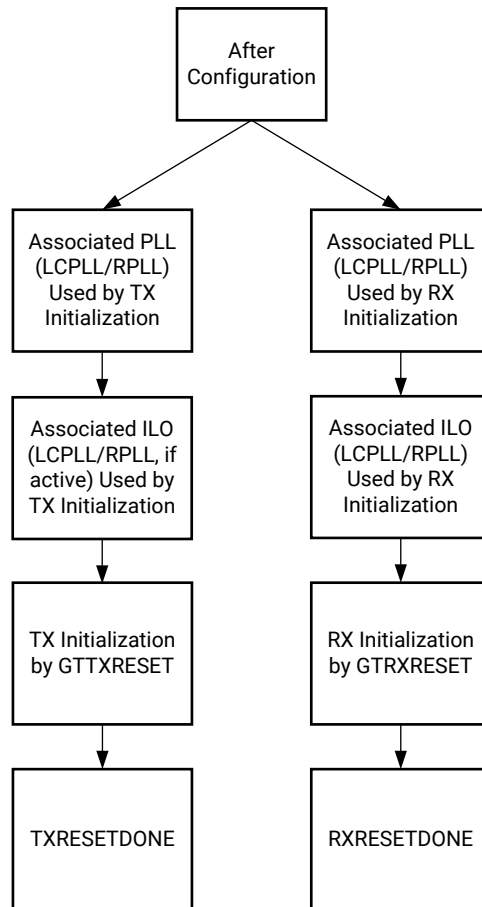 After
Configuration
Associated PLL
(LCPLL/RPLL)
Used by TX
Initialization
Associated PLL
(LCPLL/RPLL)
Used by RX
Initialization
Associated ILO
(LCPLL/RPLL, if
active) Used by
TX Initialization
Associated ILO
(LCPLL/RPLL)
Used by RX
Initialization
TX Initialization
by GTTXRESET
RX Initialization
by GTRXRESET
TXRESETDONE
RXRESETDONE